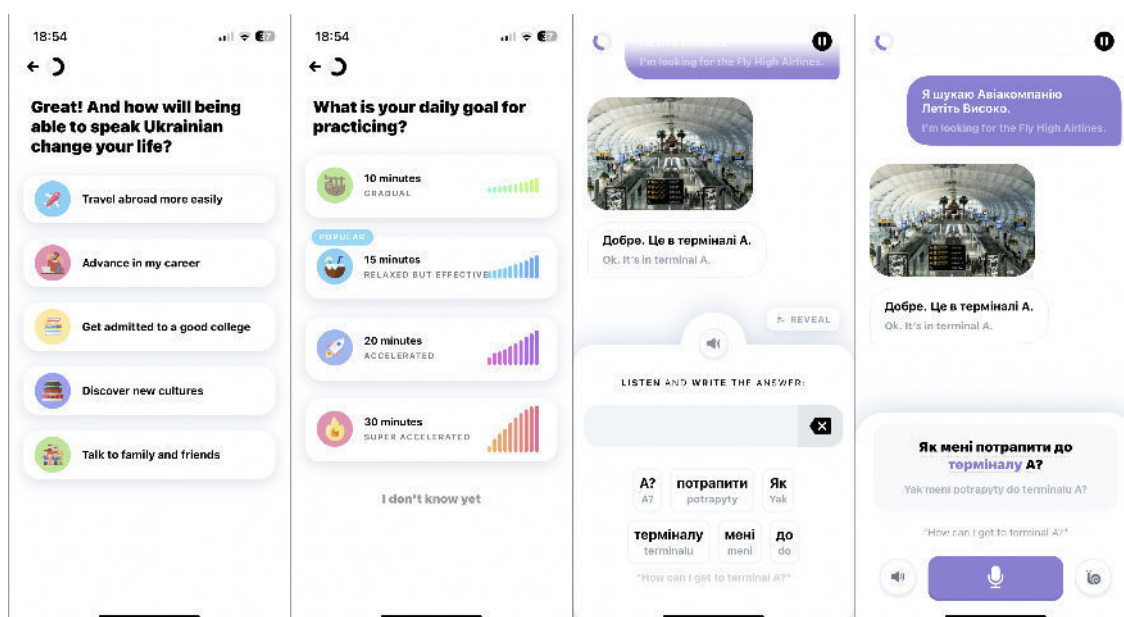 18:54
Great! And how will being
able to speak Ukrainian
change your life?
Travel abroad more easily
Advance in my career
Get admitted to a good college
Discover new cultures
Talk to family and friends
18:54
What is your daily goal for
practicing?
10 minutes
GRADUAL
POPULAR
15 minutes
RELAXED BUT EFFECTIVE
20 minutes
ACCELERATED
30 minutes
SUPER ACCELERATED
I don't know yet
I'm looking for the Fly High Airlines.
Добре. Це в терміналі А.
Ok. It's in terminal A.
REVEAL
LISTEN AND WRITE THE ANSWER:
А? потрапити Як
A? potrapyty Yak
терміналу мені до
terminalu meni do
"How can I get to terminal A?"
Я шукаю Авіакомпанію
Летіть Високо.
I'm looking for the Fly High Airlines.
Добре. Це в терміналі А.
Ok. It's in terminal A.
Як мені потрапити до
терміналу А?
Yak meni potrapyty do terminalu A?
"How can I get to terminal A?"